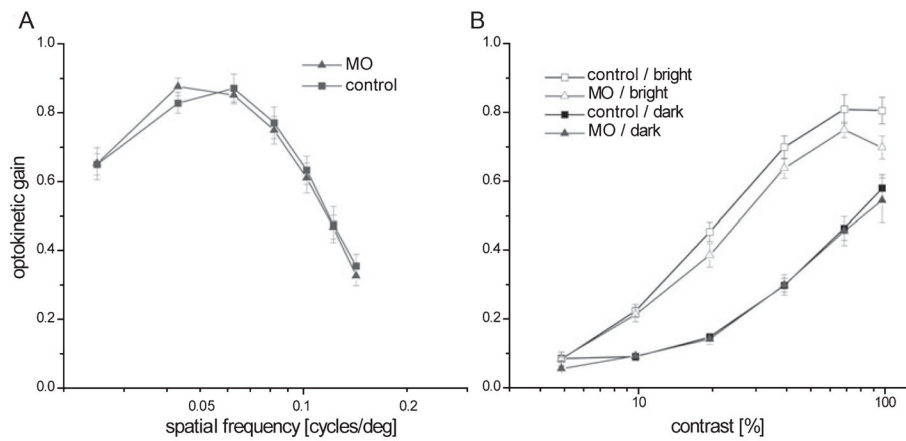 A
B
MO
control
control / bright
MO / bright
control / dark
MO / dark
optokinetic gain
1.0
0.8
0.6
0.4
0.2
0.0
0.05
0.1
0.2
spatial frequency [cycles/deg]
1.0
0.8
0.6
0.4
0.2
0.0
10
100
contrast [%]